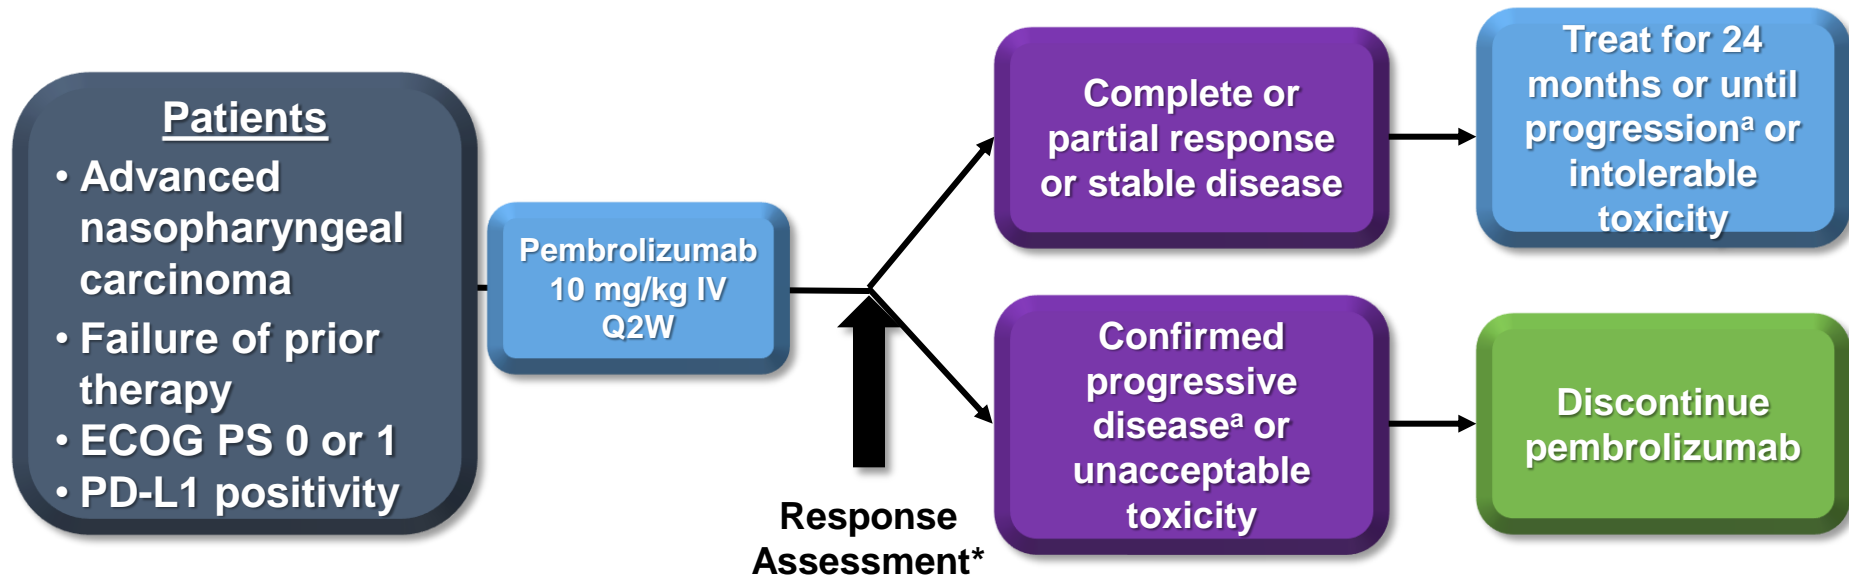 Patients
• Advanced
nasopharyngeal
carcinoma
• Failure of prior
therapy
• ECOG PS 0 or 1
• PD-L1 positivity
Pembrolizumab
10 mg/kg IV
Q2W
Response
Assessment*
Complete or
partial response
or stable disease
Treat for 24
months or until
progressionᵃ or
intolerable
toxicity
Confirmed
progressive
diseaseᵃ or
unacceptable
toxicity
Discontinue
pembrolizumab